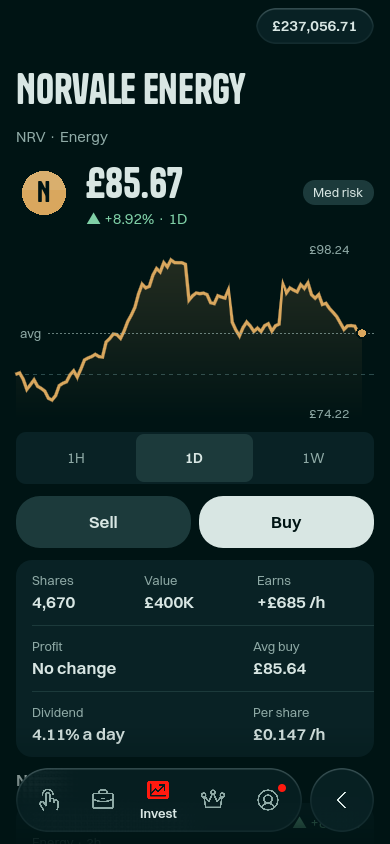 £237,056.71
NORVALE ENERGY
NRV · Energy
N
£85.67
▲ +8.92% · 1D
Med risk
£98.24
avg
£74.22
1H
1D
1W
Sell
Buy
Shares
Value
Earns
4,670
£400K
+£685 /h
Profit
Avg buy
No change
£85.64
Dividend
Per share
4.11% a day
£0.147 /h
Invest